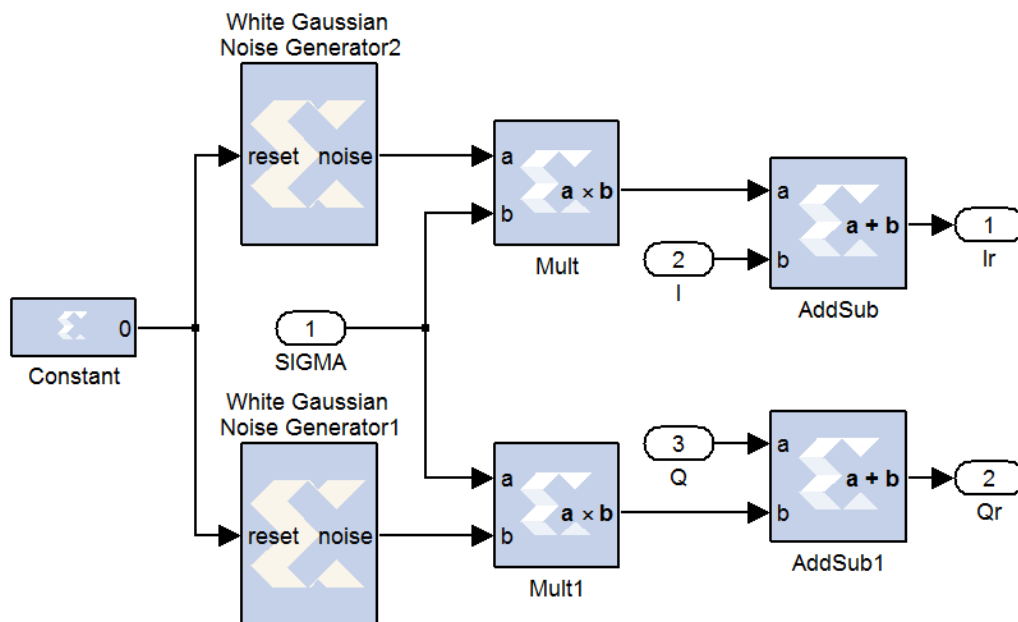 White Gaussian
Noise Generator2
reset noise
a
b
a × b
Mult
a
b
a + b
AddSub
1
Ir
2
I
0
Constant
1
SIGMA
White Gaussian
Noise Generator1
reset noise
a
b
a × b
Mult1
3
Q
a
b
a + b
AddSub1
2
Qr